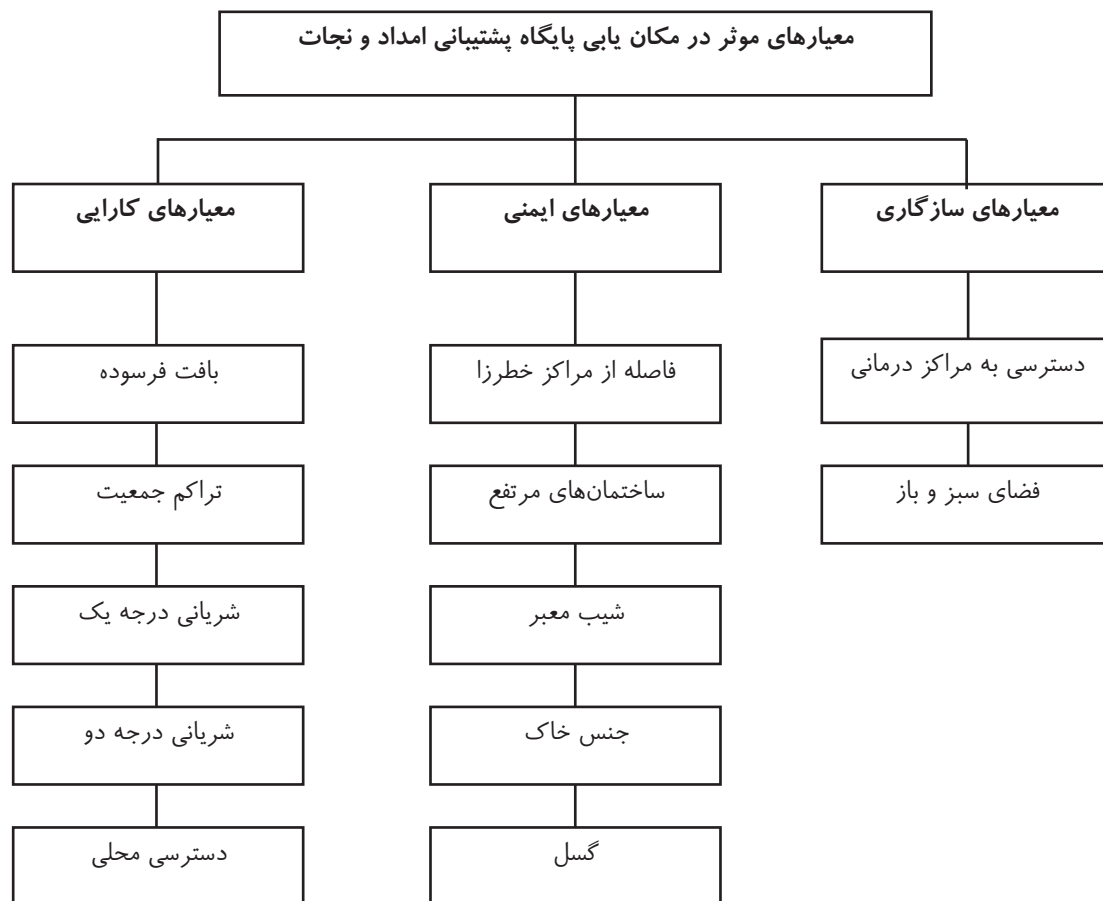 معیارهای موثر در مکان یابی پایگاه پشتیبانی امداد و نجات
معیارهای سازگاری
دسترسی به مراکز درمانی
فضای سبز و باز
معیارهای ایمنی
فاصله از مراکز خطرزا
ساختمان‌های مرتفع
شیب معبر
جنس خاک
گسل
معیارهای کارایی
بافت فرسوده
تراکم جمعیت
شریانی درجه یک
شریانی درجه دو
دسترسی محلی